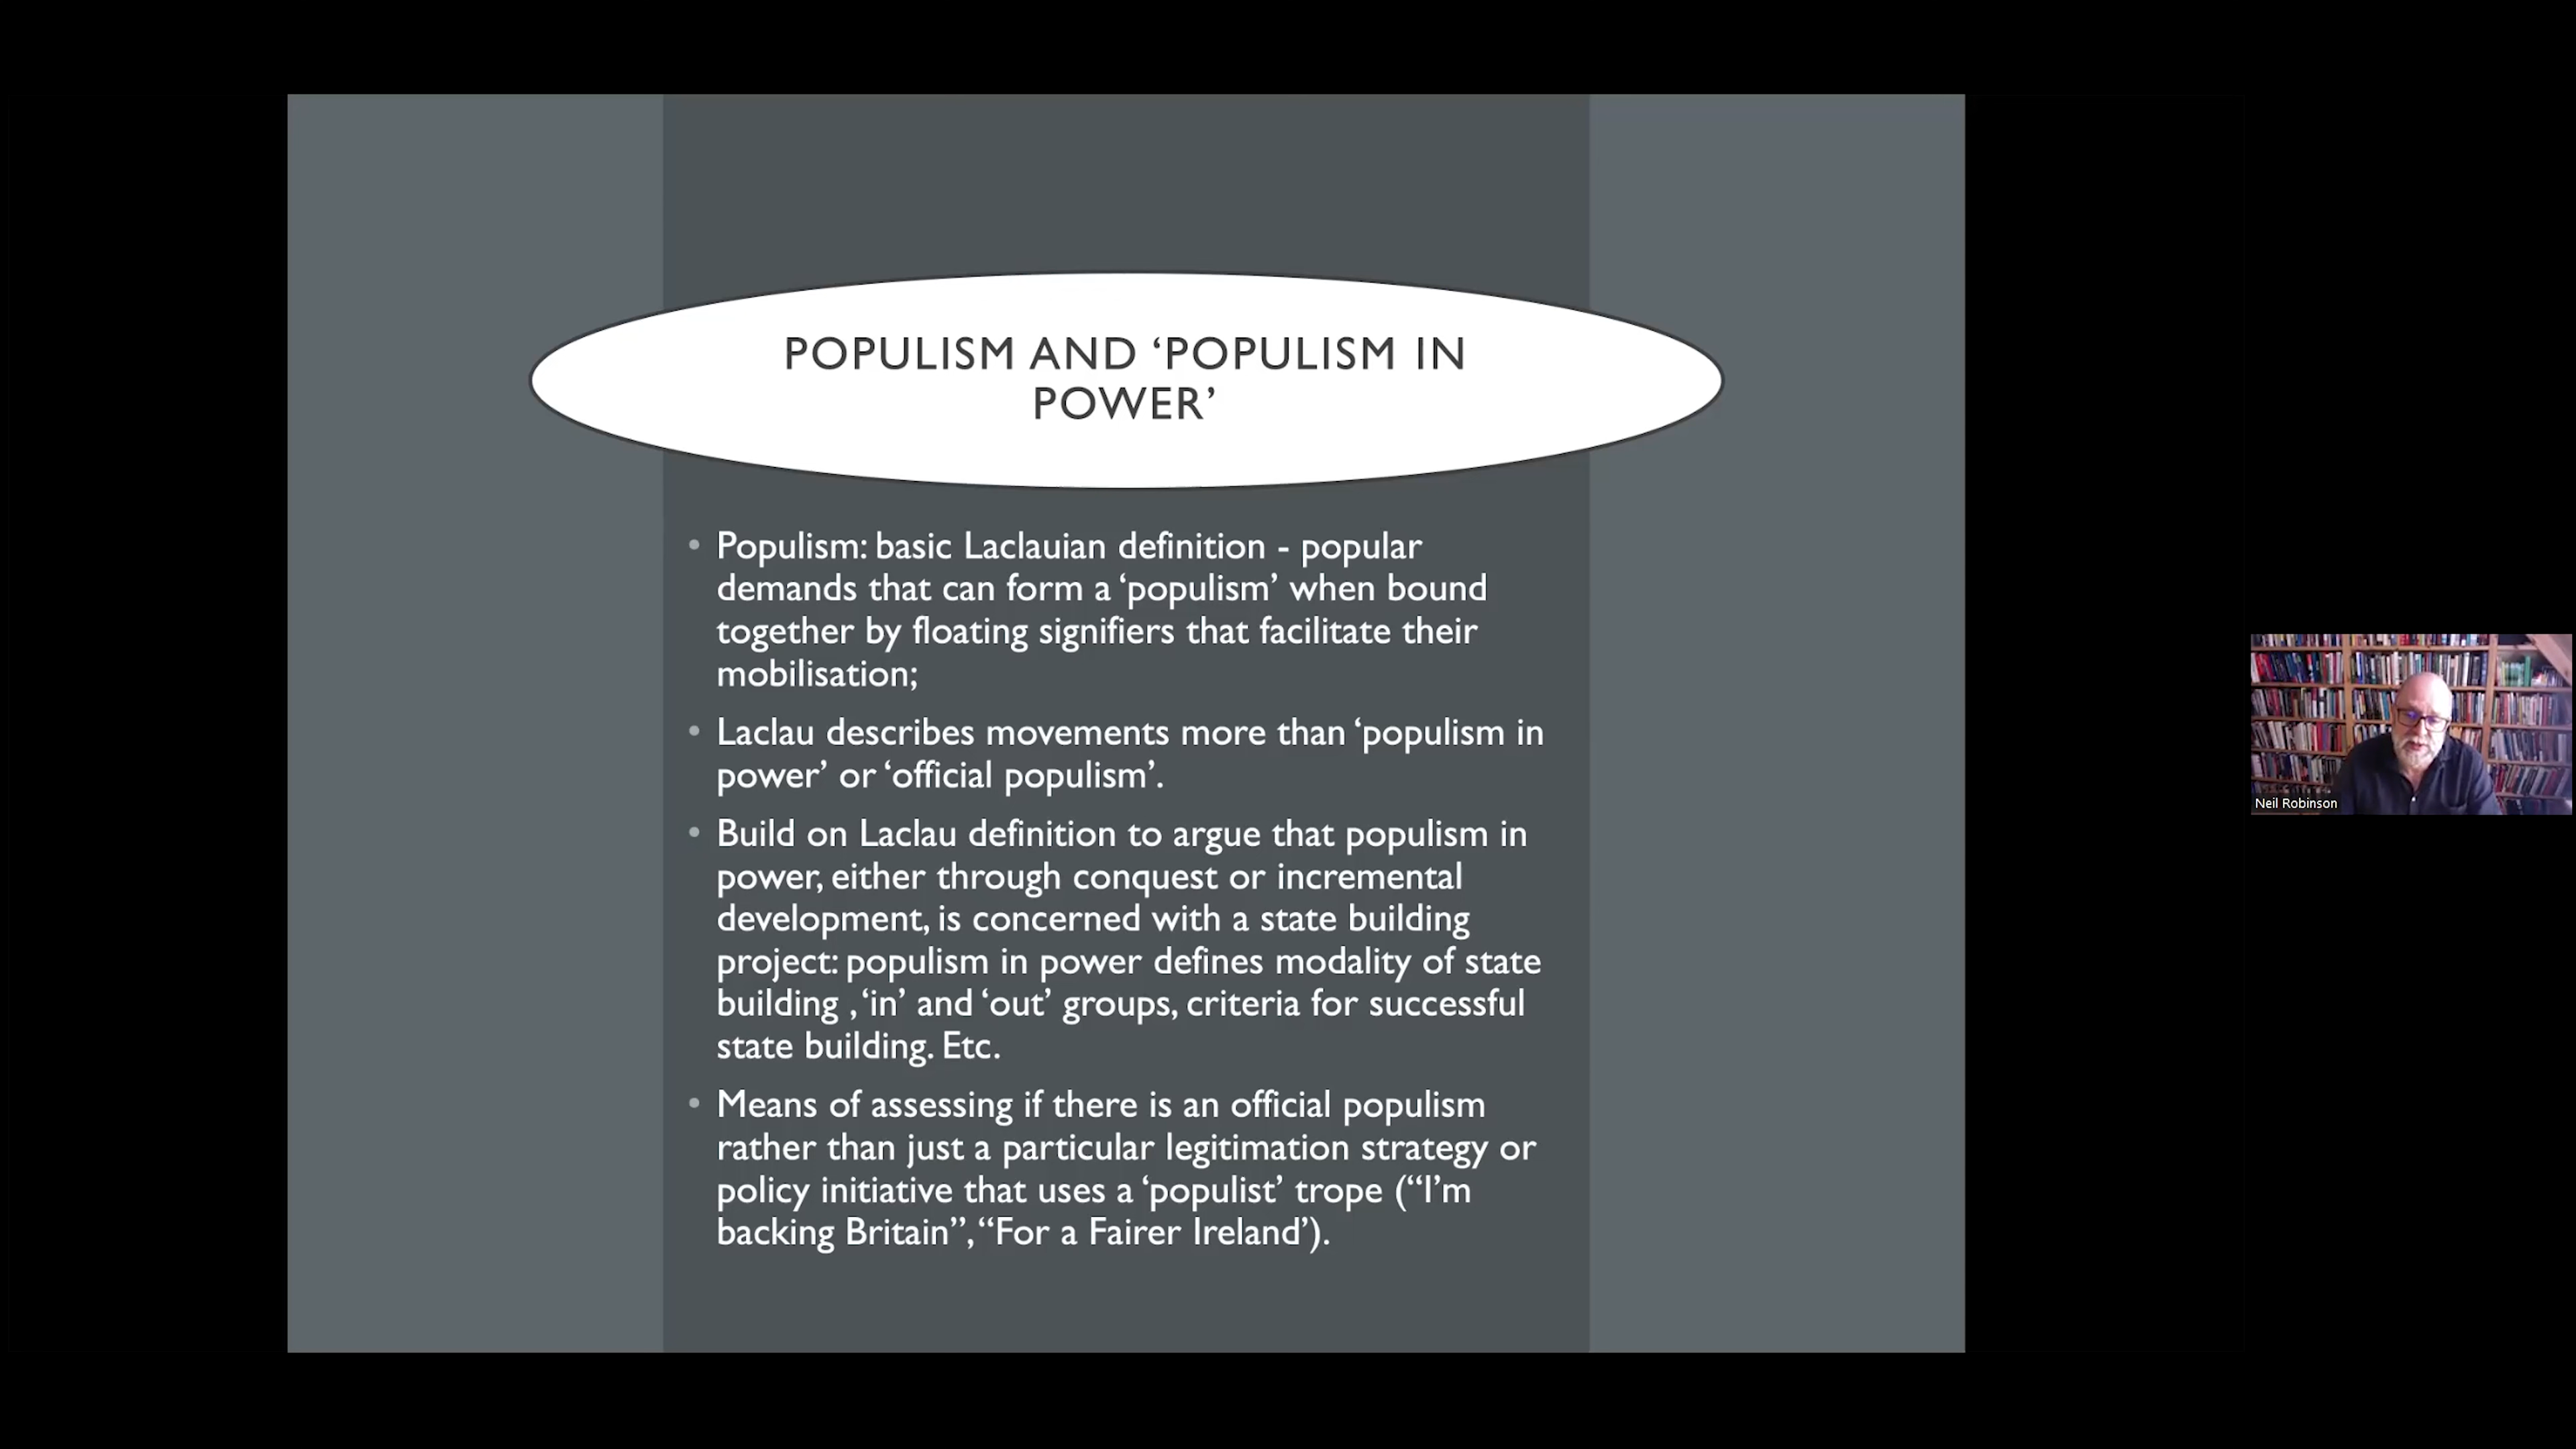 POPULISM AND ‘POPULISM IN
POWER’
• Populism: basic Laclauian definition - popular
demands that can form a ‘populism’ when bound
together by floating signifiers that facilitate their
mobilisation;
• Laclau describes movements more than ‘populism in
power’ or ‘official populism’.
• Build on Laclau definition to argue that populism in
power, either through conquest or incremental
development, is concerned with a state building
project: populism in power defines modality of state
building , ‘in’ and ‘out’ groups, criteria for successful
state building. Etc.
• Means of assessing if there is an official populism
rather than just a particular legitimation strategy or
policy initiative that uses a ‘populist’ trope (“I’m
backing Britain”, “For a Fairer Ireland’).
Neil Robinson